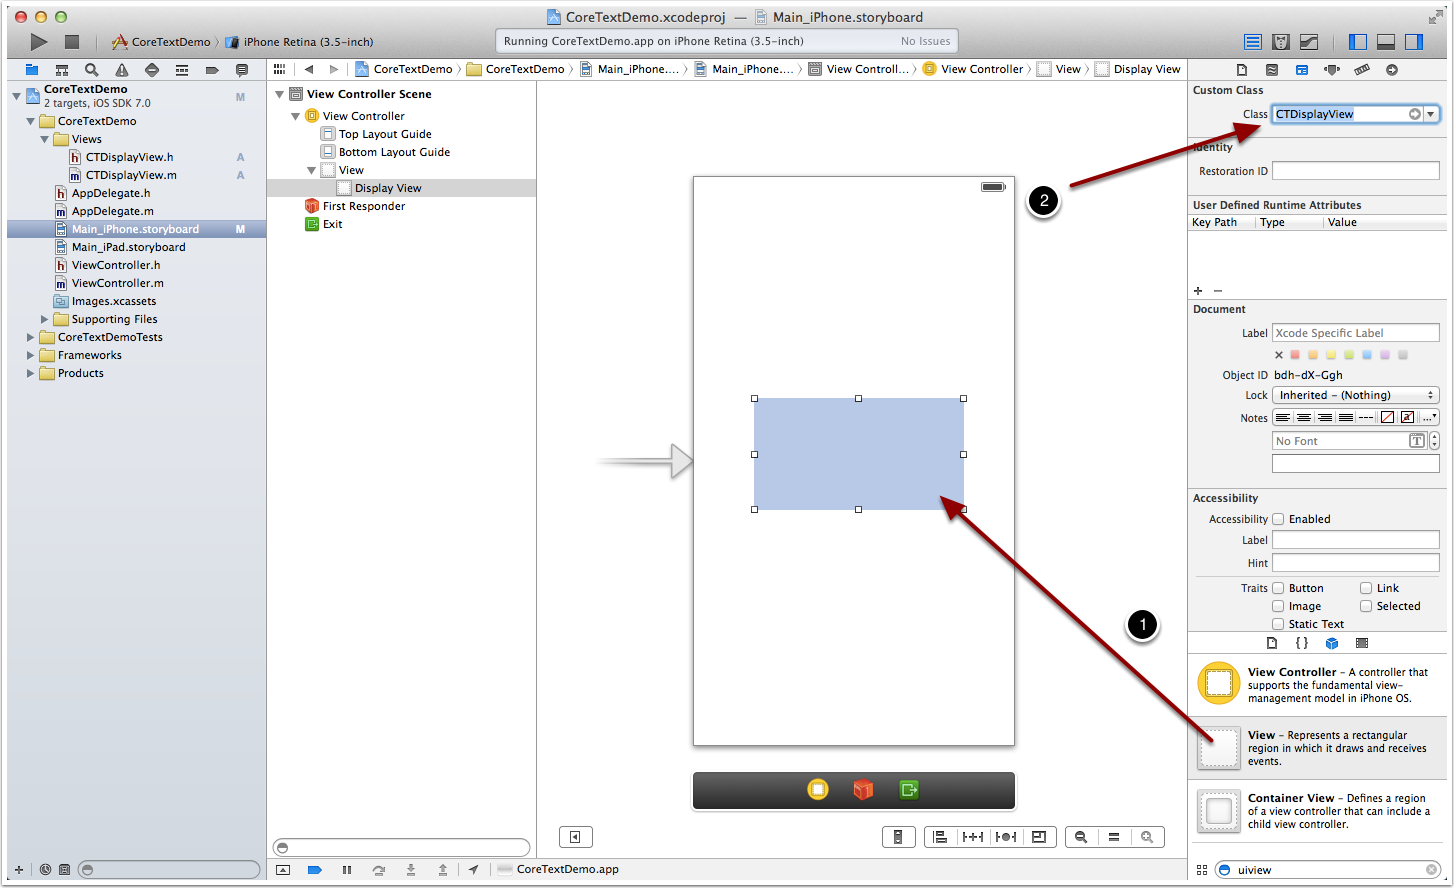 CoreTextDemo.xcodeproj — Main_iPhone.storyboard
CoreTextDemo
iPhone Retina (3.5-inch)
Running CoreTextDemo.app on iPhone Retina (3.5-inch)
No Issues
CoreTextDemo
CoreTextDemo
Main_iPhone....
Main_iPhone....
View Controll...
View Controller
View
Display View
CoreTextDemo
2 targets, iOS SDK 7.0
M
CoreTextDemo
Views
CTDisplayView.h
A
CTDisplayView.m
A
AppDelegate.h
AppDelegate.m
Main_iPhone.storyboard
M
Main_iPad.storyboard
ViewController.h
ViewController.m
Images.xcassets
Supporting Files
CoreTextDemoTests
Frameworks
Products
View Controller Scene
View Controller
Top Layout Guide
Bottom Layout Guide
View
Display View
First Responder
Exit
2
1
Custom Class
Class CTDisplayView
Identity
Restoration ID
User Defined Runtime Attributes
Key Path Type Value
Document
Label Xcode Specific Label
Object ID bdh-dX-Ggh
Lock Inherited - (Nothing)
Notes
No Font
Accessibility
Accessibility Enabled
Label
Hint
Traits Button Link
Image Selected
Static Text
View Controller - A controller that
supports the fundamental view-
management model in iPhone OS.
View - Represents a rectangular
region in which it draws and receives
events.
Container View - Defines a region
of a view controller that can include a
child view controller.
CoreTextDemo.app
uiview